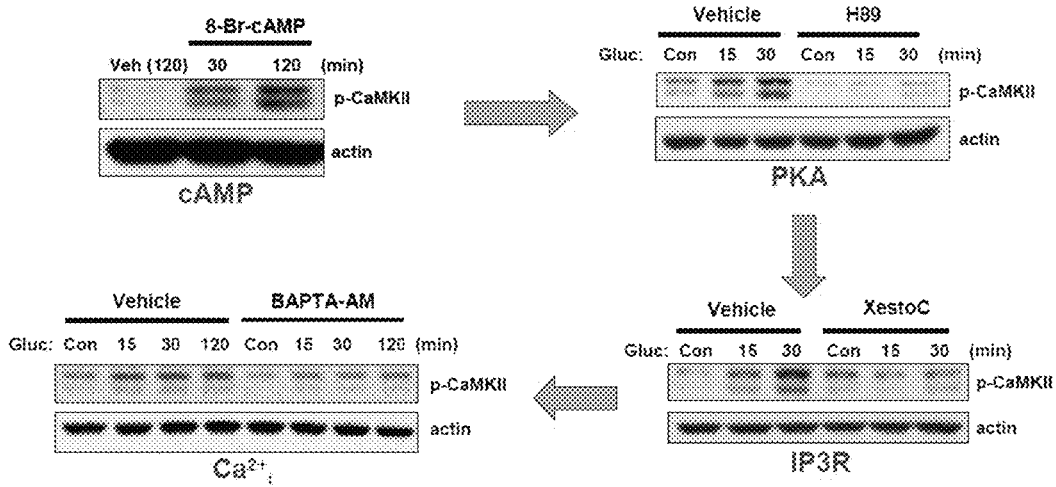 8-Br-cAMP
Veh (120) 30 120 (min)
p-CaMKII
actin
cAMP
Vehicle H89
Gluc: Con 15 30 Con 15 30 (min)
p-CaMKII
actin
PKA
Vehicle BAPTA-AM
Gluc: Con 15 30 120 Con 15 30 120 (min)
p-CaMKII
actin
Ca²⁺ᵢ
Vehicle XestoC
Gluc: Con 15 30 Con 15 30 (min)
p-CaMKII
actin
IP3R